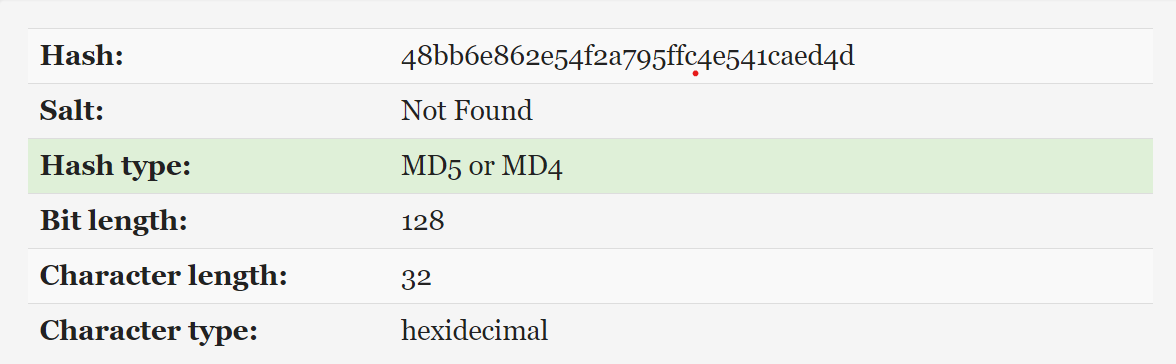 Hash: 48bb6e862e54f2a795ffc4e541caed4d
Salt: Not Found
Hash type: MD5 or MD4
Bit length: 128
Character length: 32
Character type: hexidecimal